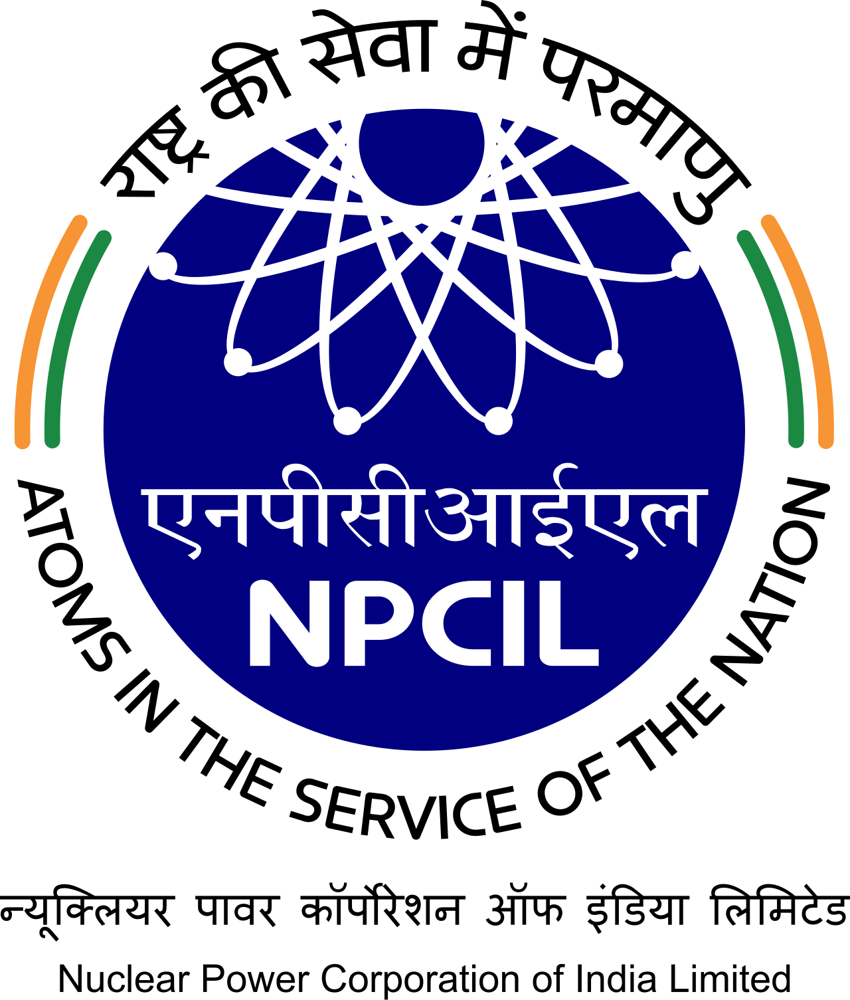 राष्ट्र की सेवा में परमाणु
एनपीसीआईएल
NPCIL
ATOMS IN THE SERVICE OF THE NATION
न्यूक्लियर पावर कॉर्पोरेशन ऑफ इंडिया लिमिटेड
Nuclear Power Corporation of India Limited